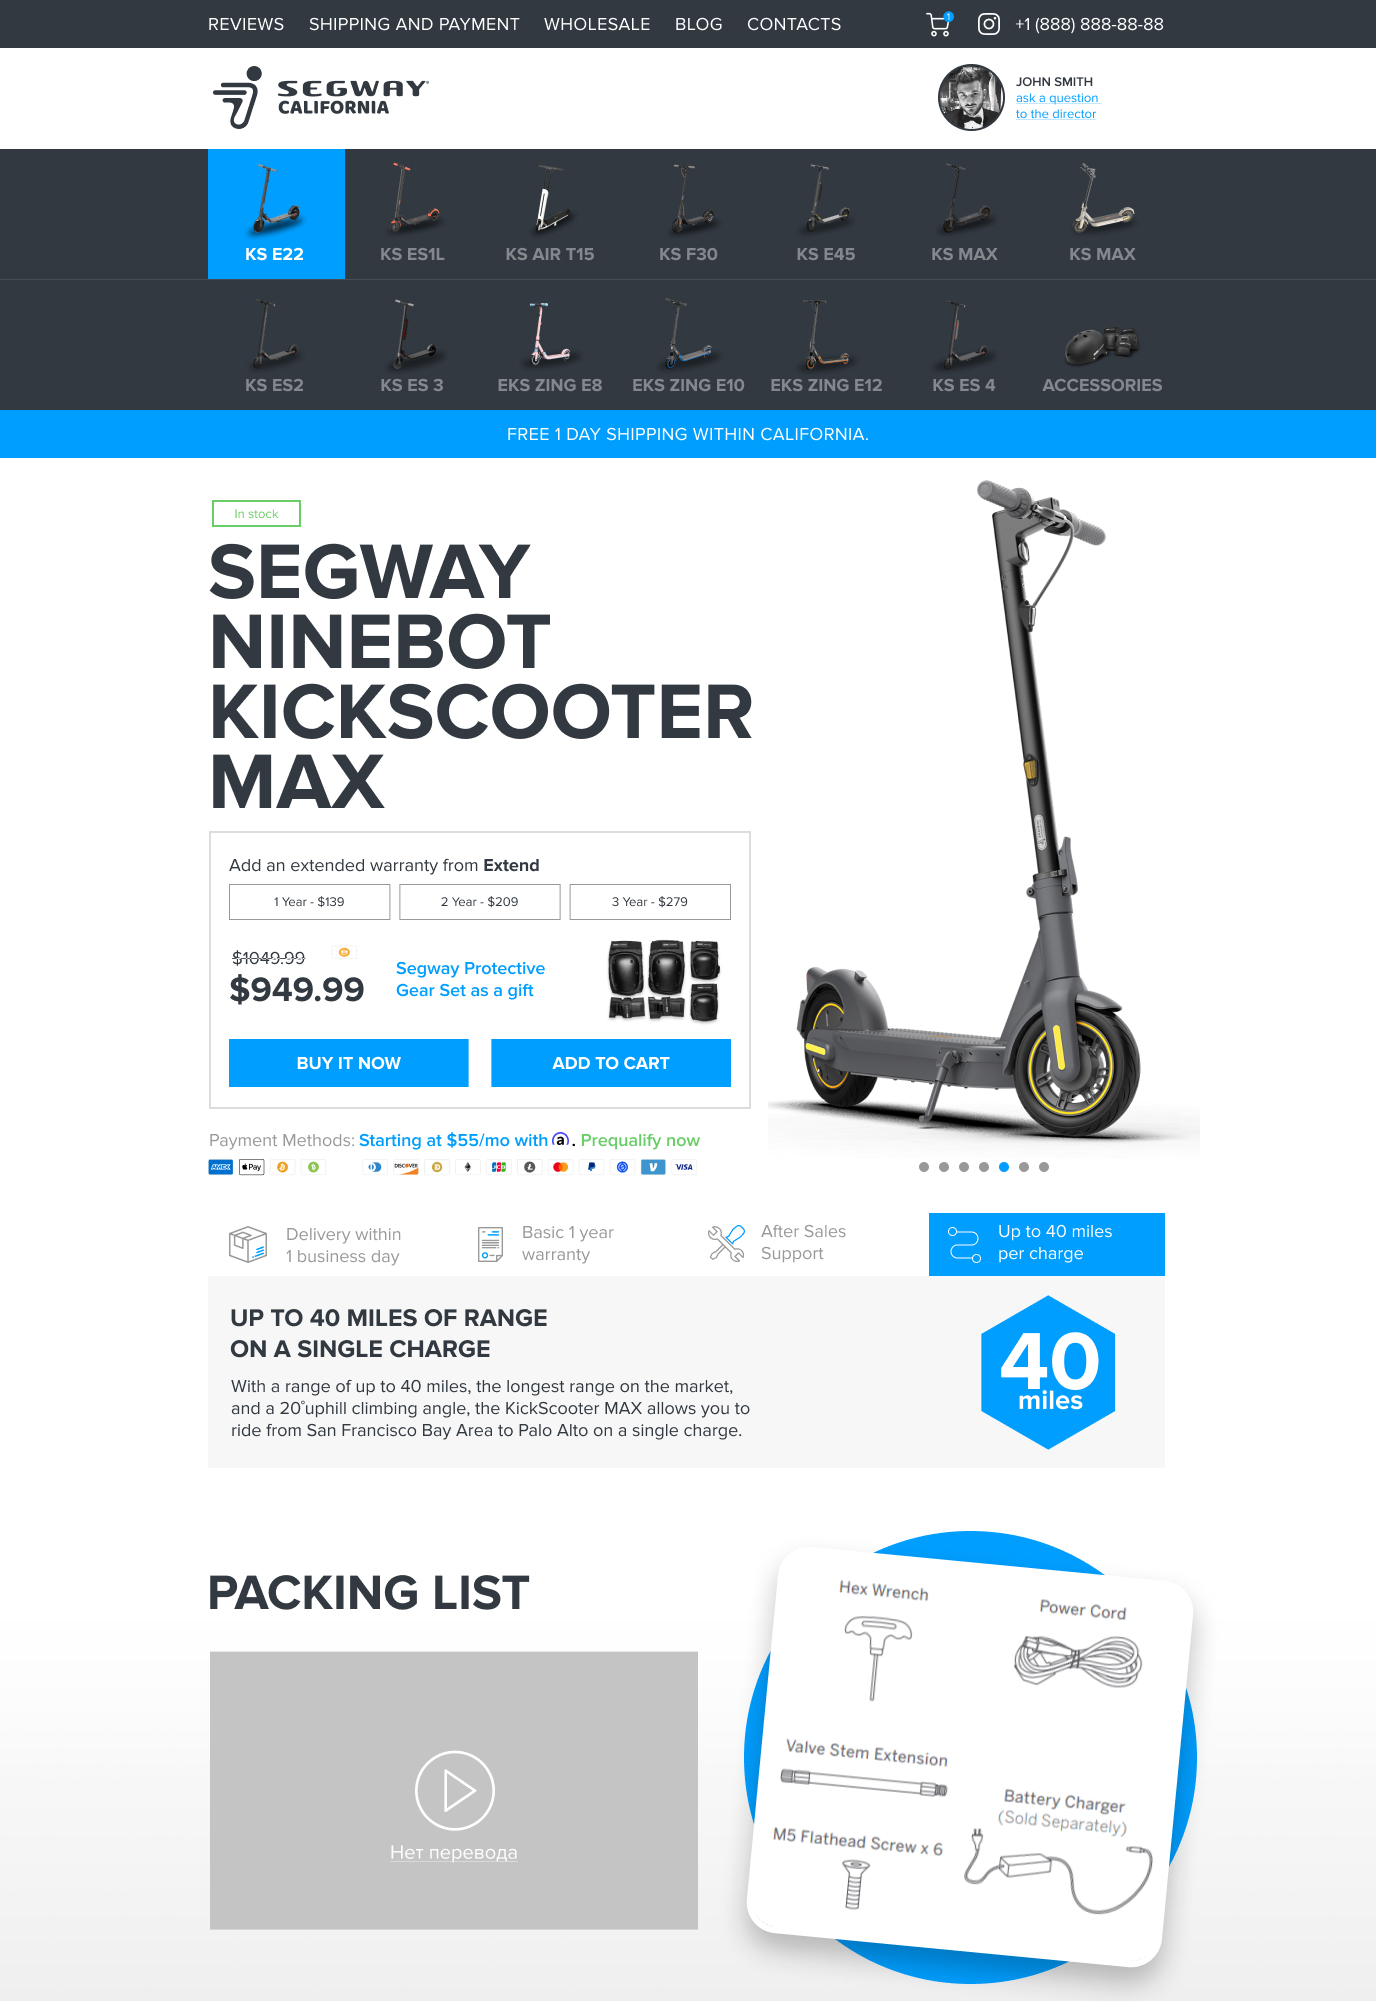 REVIEWS SHIPPING AND PAYMENT WHOLESALE BLOG CONTACTS 1 +1 (888) 888-88-88
SEGWAY
CALIFORNIA
JOHN SMITH
ask a question
to the director
KS E22 KS ES1L KS AIR T15 KS F30 KS E45 KS MAX KS MAX
KS ES2 KS ES 3 EKS ZING E8 EKS ZING E10 EKS ZING E12 KS ES 4 ACCESSORIES
FREE 1 DAY SHIPPING WITHIN CALIFORNIA.
In stock
SEGWAY
NINEBOT
KICKSCOOTER
MAX
Add an extended warranty from Extend
1 Year - $139 2 Year - $209 3 Year - $279
$1049.99
$949.99
Segway Protective
Gear Set as a gift
BUY IT NOW ADD TO CART
Payment Methods: Starting at $55/mo with a. Prequalify now
AMEX Pay DISCOVER JCB VISA
Delivery within
1 business day
Basic 1 year
warranty
After Sales
Support
Up to 40 miles
per charge
UP TO 40 MILES OF RANGE
ON A SINGLE CHARGE
With a range of up to 40 miles, the longest range on the market,
and a 20°uphill climbing angle, the KickScooter MAX allows you to
ride from San Francisco Bay Area to Palo Alto on a single charge.
40
miles
PACKING LIST
Нет перевода
Hex Wrench
Power Cord
Valve Stem Extension
Battery Charger
(Sold Separately)
M5 Flathead Screw x 6